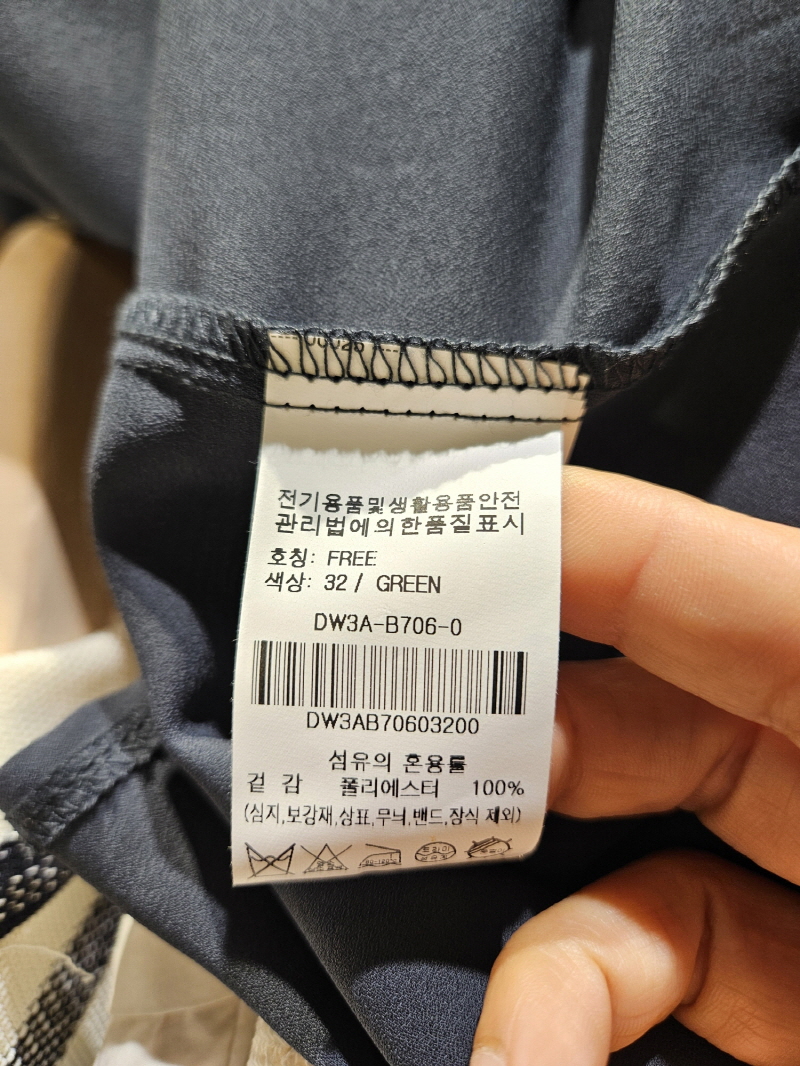 전기용품및생활용품안전
관리법에의한품질표시
호칭: FREE
색상: 32 / GREEN
DW3A-B706-0
DW3AB70603200
섬유의 혼용률
겉 감 폴리에스터 100%
(심지,보강재,상표,무늬,밴드,장식 제외)